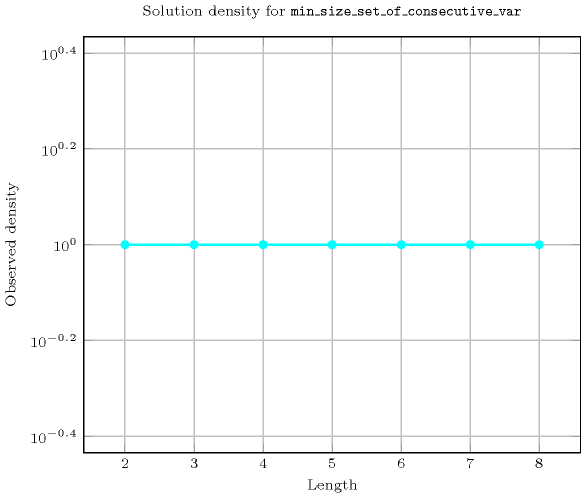 Solution density for min_size_set_of_consecutive_var
10^0.4
10^0.2
10^0
10^−0.2
10^−0.4
Observed density
2 3 4 5 6 7 8
Length